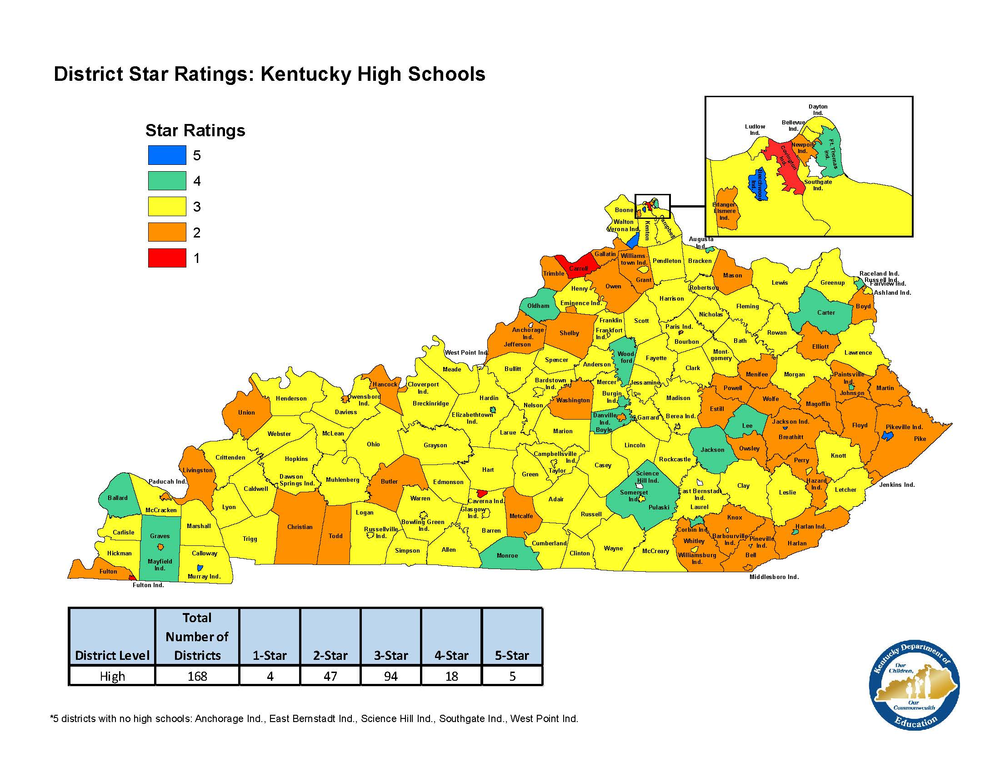 District Star Ratings: Kentucky High Schools
Star Ratings
5
4
3
2
1
Dayton
Ind.
Bellevue
Ind.
Ludlow
Ind.
Newport
Ind.
Ft. Thomas
Ind.
Covington
Ind.
Beechwood
Ind.
Southgate
Ind.
Erlanger-
Elsmere
Ind.
Boone
Walton
Verona Ind.
Kenton
Campbell
Augusta
Ind.
Gallatin
Williams-
town Ind.
Pendleton
Bracken
Carroll
Trimble
Grant
Mason
Owen
Henry
Robertson
Lewis
Greenup
Raceland Ind.
Russell Ind.
Fairview Ind.
Ashland Ind.
Oldham
Eminence Ind.
Harrison
Fleming
Carter
Boyd
Nicholas
Franklin
Scott
Anchorage
Ind.
Jefferson
Shelby
Frankfort
Ind.
Paris Ind.
Bourbon
Bath
Rowan
Elliott
Lawrence
West Point Ind.
Wood
ford
Fayette
Mont-
gomery
Clark
Meade
Bullitt
Spencer
Anderson
Menifee
Morgan
Paintsville
Ind.
Johnson
Martin
Hancock
Cloverport
Ind.
Bardstown
Ind.
Mercer
Jessamine
Burgin
Ind.
Powell
Madison
Wolfe
Magoffin
Henderson
Owensboro
Ind.
Daviess
Breckinridge
Hardin
Elizabethtown
Ind.
Nelson
Washington
Union
Danville
Ind.
Boyle
Garrard
Berea Ind.
Estill
Lee
Jackson Ind.
Breathitt
Floyd
Pikeville Ind.
Pike
Webster
McLean
Larue
Marion
Ohio
Grayson
Lincoln
Jackson
Owsley
Crittenden
Hopkins
Campbellsville
Ind.
Taylor
Rockcastle
Perry
Knott
Livingston
Hart
Green
Casey
Dawson
Springs Ind.
Muhlenberg
Butler
Edmonson
Science
Hill Ind.
Somerset
Ind.
Pulaski
East Bernstadt
Ind.
Laurel
Clay
Leslie
Hazard
Ind.
Letcher
Jenkins Ind.
Paducah Ind.
Ballard
McCracken
Caldwell
Lyon
Warren
Caverna Ind.
Glasgow
Ind.
Adair
Russell
Logan
Metcalfe
Knox
Bowling Green
Ind.
Marshall
Christian
Todd
Russellville
Ind.
Barren
Corbin Ind.
Whitley
Barbourville
Ind.
Pineville
Ind.
Harlan Ind.
Harlan
Carlisle
Graves
Trigg
Simpson
Allen
Cumberland
Monroe
Clinton
Wayne
McCreary
Williamsburg
Ind.
Bell
Middlesboro Ind.
Hickman
Mayfield
Ind.
Calloway
Murray Ind.
Fulton
Fulton Ind.
Total
Number of
District Level Districts 1-Star 2-Star 3-Star 4-Star 5-Star
High 168 4 47 94 18 5
*5 districts with no high schools: Anchorage Ind., East Bernstadt Ind., Science Hill Ind., Southgate Ind., West Point Ind.
Kentucky Department of
Education
Our
Children,
Our
Commonwealth